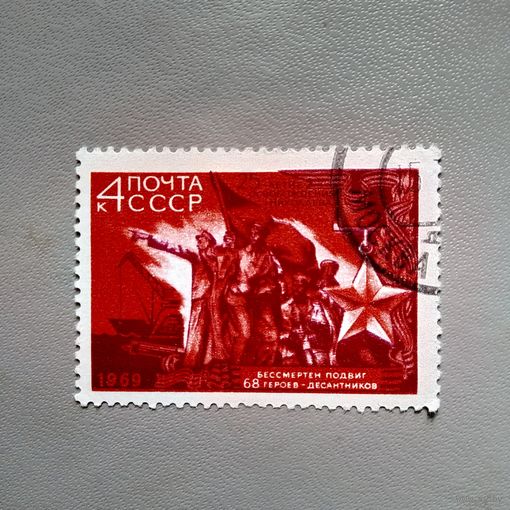 4 ПОЧТА
К СССР
1969
БЕССМЕРТЕН ПОДВИГ
68 ГЕРОЕВ - ДЕСАНТНИКОВ